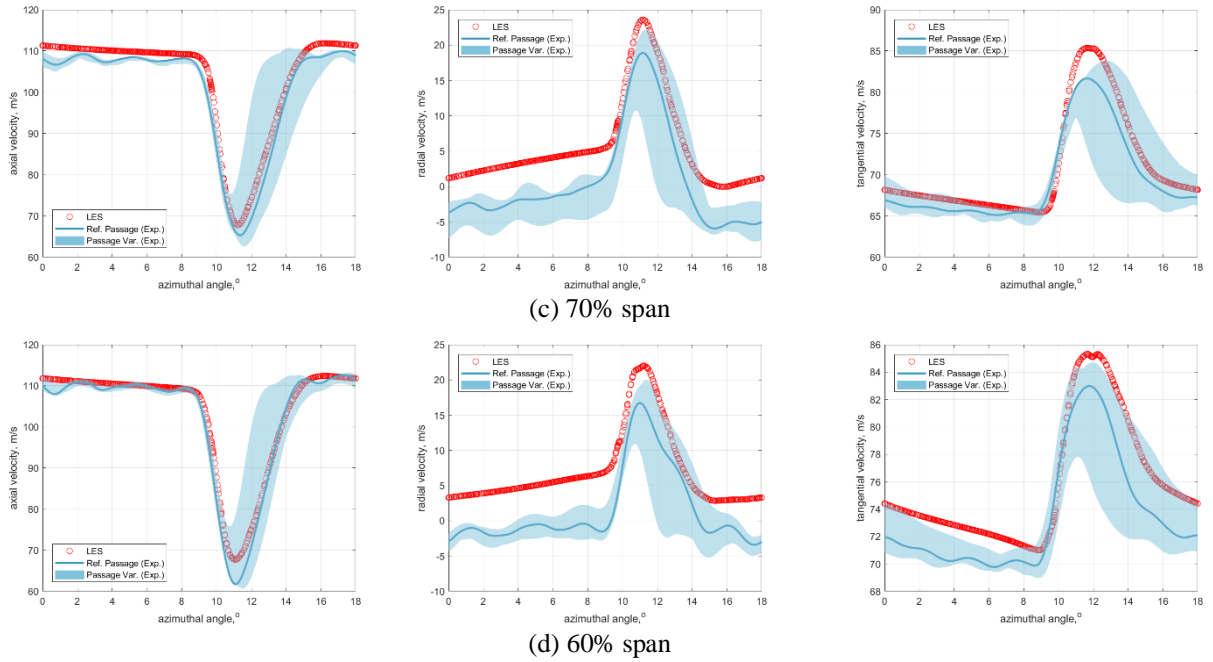 120
110
100
90
80
70
60
axial velocity, m/s
LES
Ref. Passage (Exp.)
Passage Var. (Exp.)
0 2 4 6 8 10 12 14 16 18
azimuthal angle,°
25
20
15
10
5
0
-5
-10
radial velocity, m/s
LES
Ref. Passage (Exp.)
Passage Var. (Exp.)
0 2 4 6 8 10 12 14 16 18
azimuthal angle,°
90
85
80
75
70
65
60
tangential velocity, m/s
LES
Ref. Passage (Exp.)
Passage Var. (Exp.)
0 2 4 6 8 10 12 14 16 18
azimuthal angle,°
(c) 70% span
120
110
100
90
80
70
60
axial velocity, m/s
LES
Ref. Passage (Exp.)
Passage Var. (Exp.)
0 2 4 6 8 10 12 14 16 18
azimuthal angle,°
25
20
15
10
5
0
-5
-10
radial velocity, m/s
LES
Ref. Passage (Exp.)
Passage Var. (Exp.)
0 2 4 6 8 10 12 14 16 18
azimuthal angle,°
86
84
82
80
78
76
74
72
70
68
tangential velocity, m/s
LES
Ref. Passage (Exp.)
Passage Var. (Exp.)
0 2 4 6 8 10 12 14 16 18
azimuthal angle,°
(d) 60% span